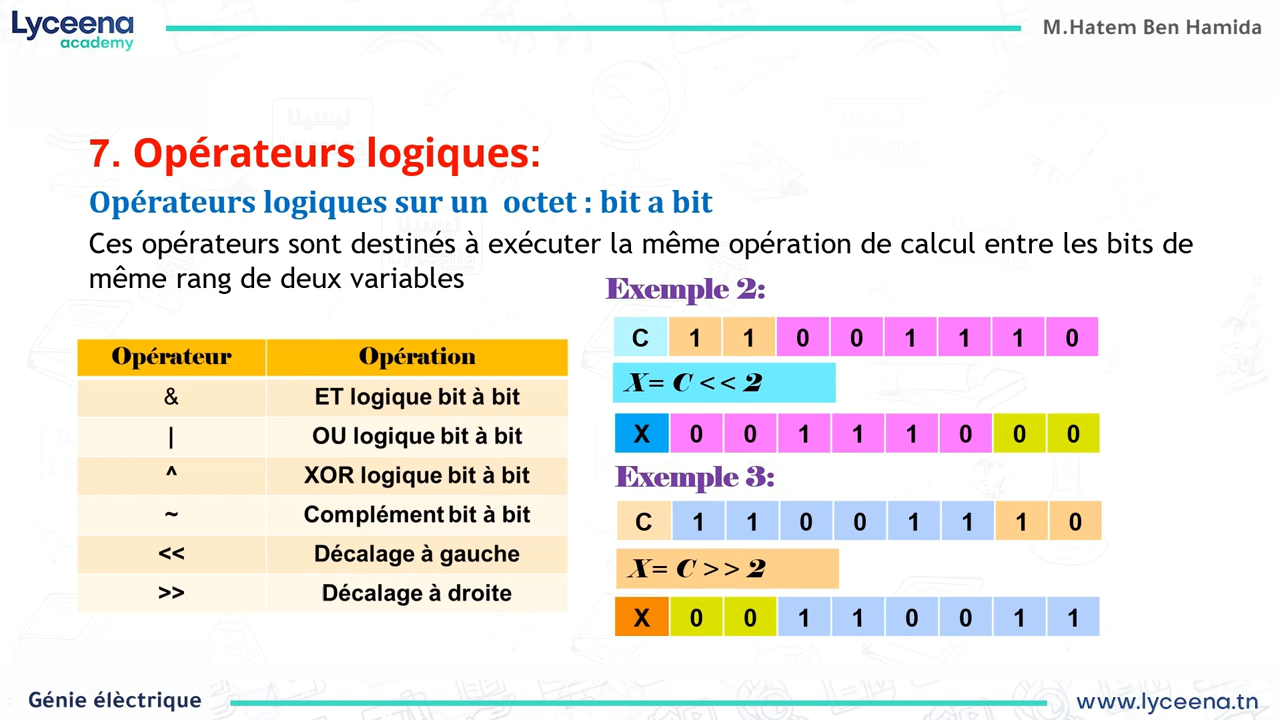 Lyceena
academy
M.Hatem Ben Hamida
7. Opérateurs logiques:
Opérateurs logiques sur un octet : bit a bit
Ces opérateurs sont destinés à exécuter la même opération de calcul entre les bits de
même rang de deux variables
Opérateur Opération
& ET logique bit à bit
| OU logique bit à bit
^ XOR logique bit à bit
~ Complément bit à bit
<< Décalage à gauche
>> Décalage à droite
Exemple 2:
C 1 1 0 0 1 1 1 0
X= C << 2
X 0 0 1 1 1 0 0 0
Exemple 3:
C 1 1 0 0 1 1 1 0
X= C >> 2
X 0 0 1 1 0 0 1 1
Génie élèctrique
www.lyceena.tn